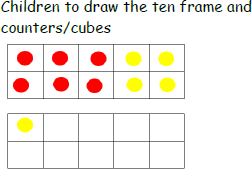 Children to draw the ten frame and
counters/cubes